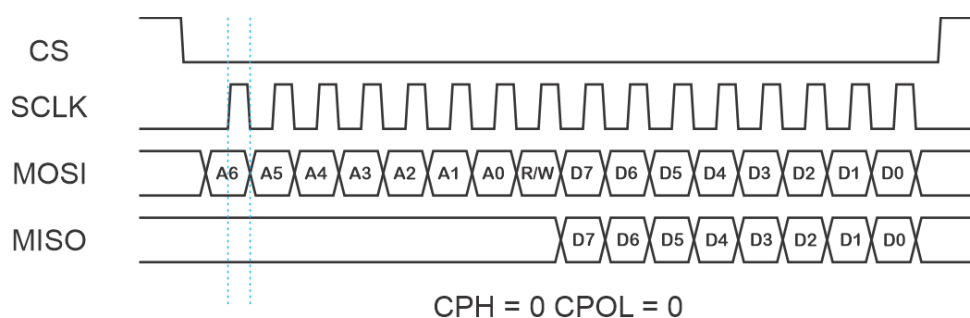 CS
SCLK
MOSI A6 A5 A4 A3 A2 A1 A0 R/W D7 D6 D5 D4 D3 D2 D1 D0
MISO D7 D6 D5 D4 D3 D2 D1 D0
CPH = 0 CPOL = 0